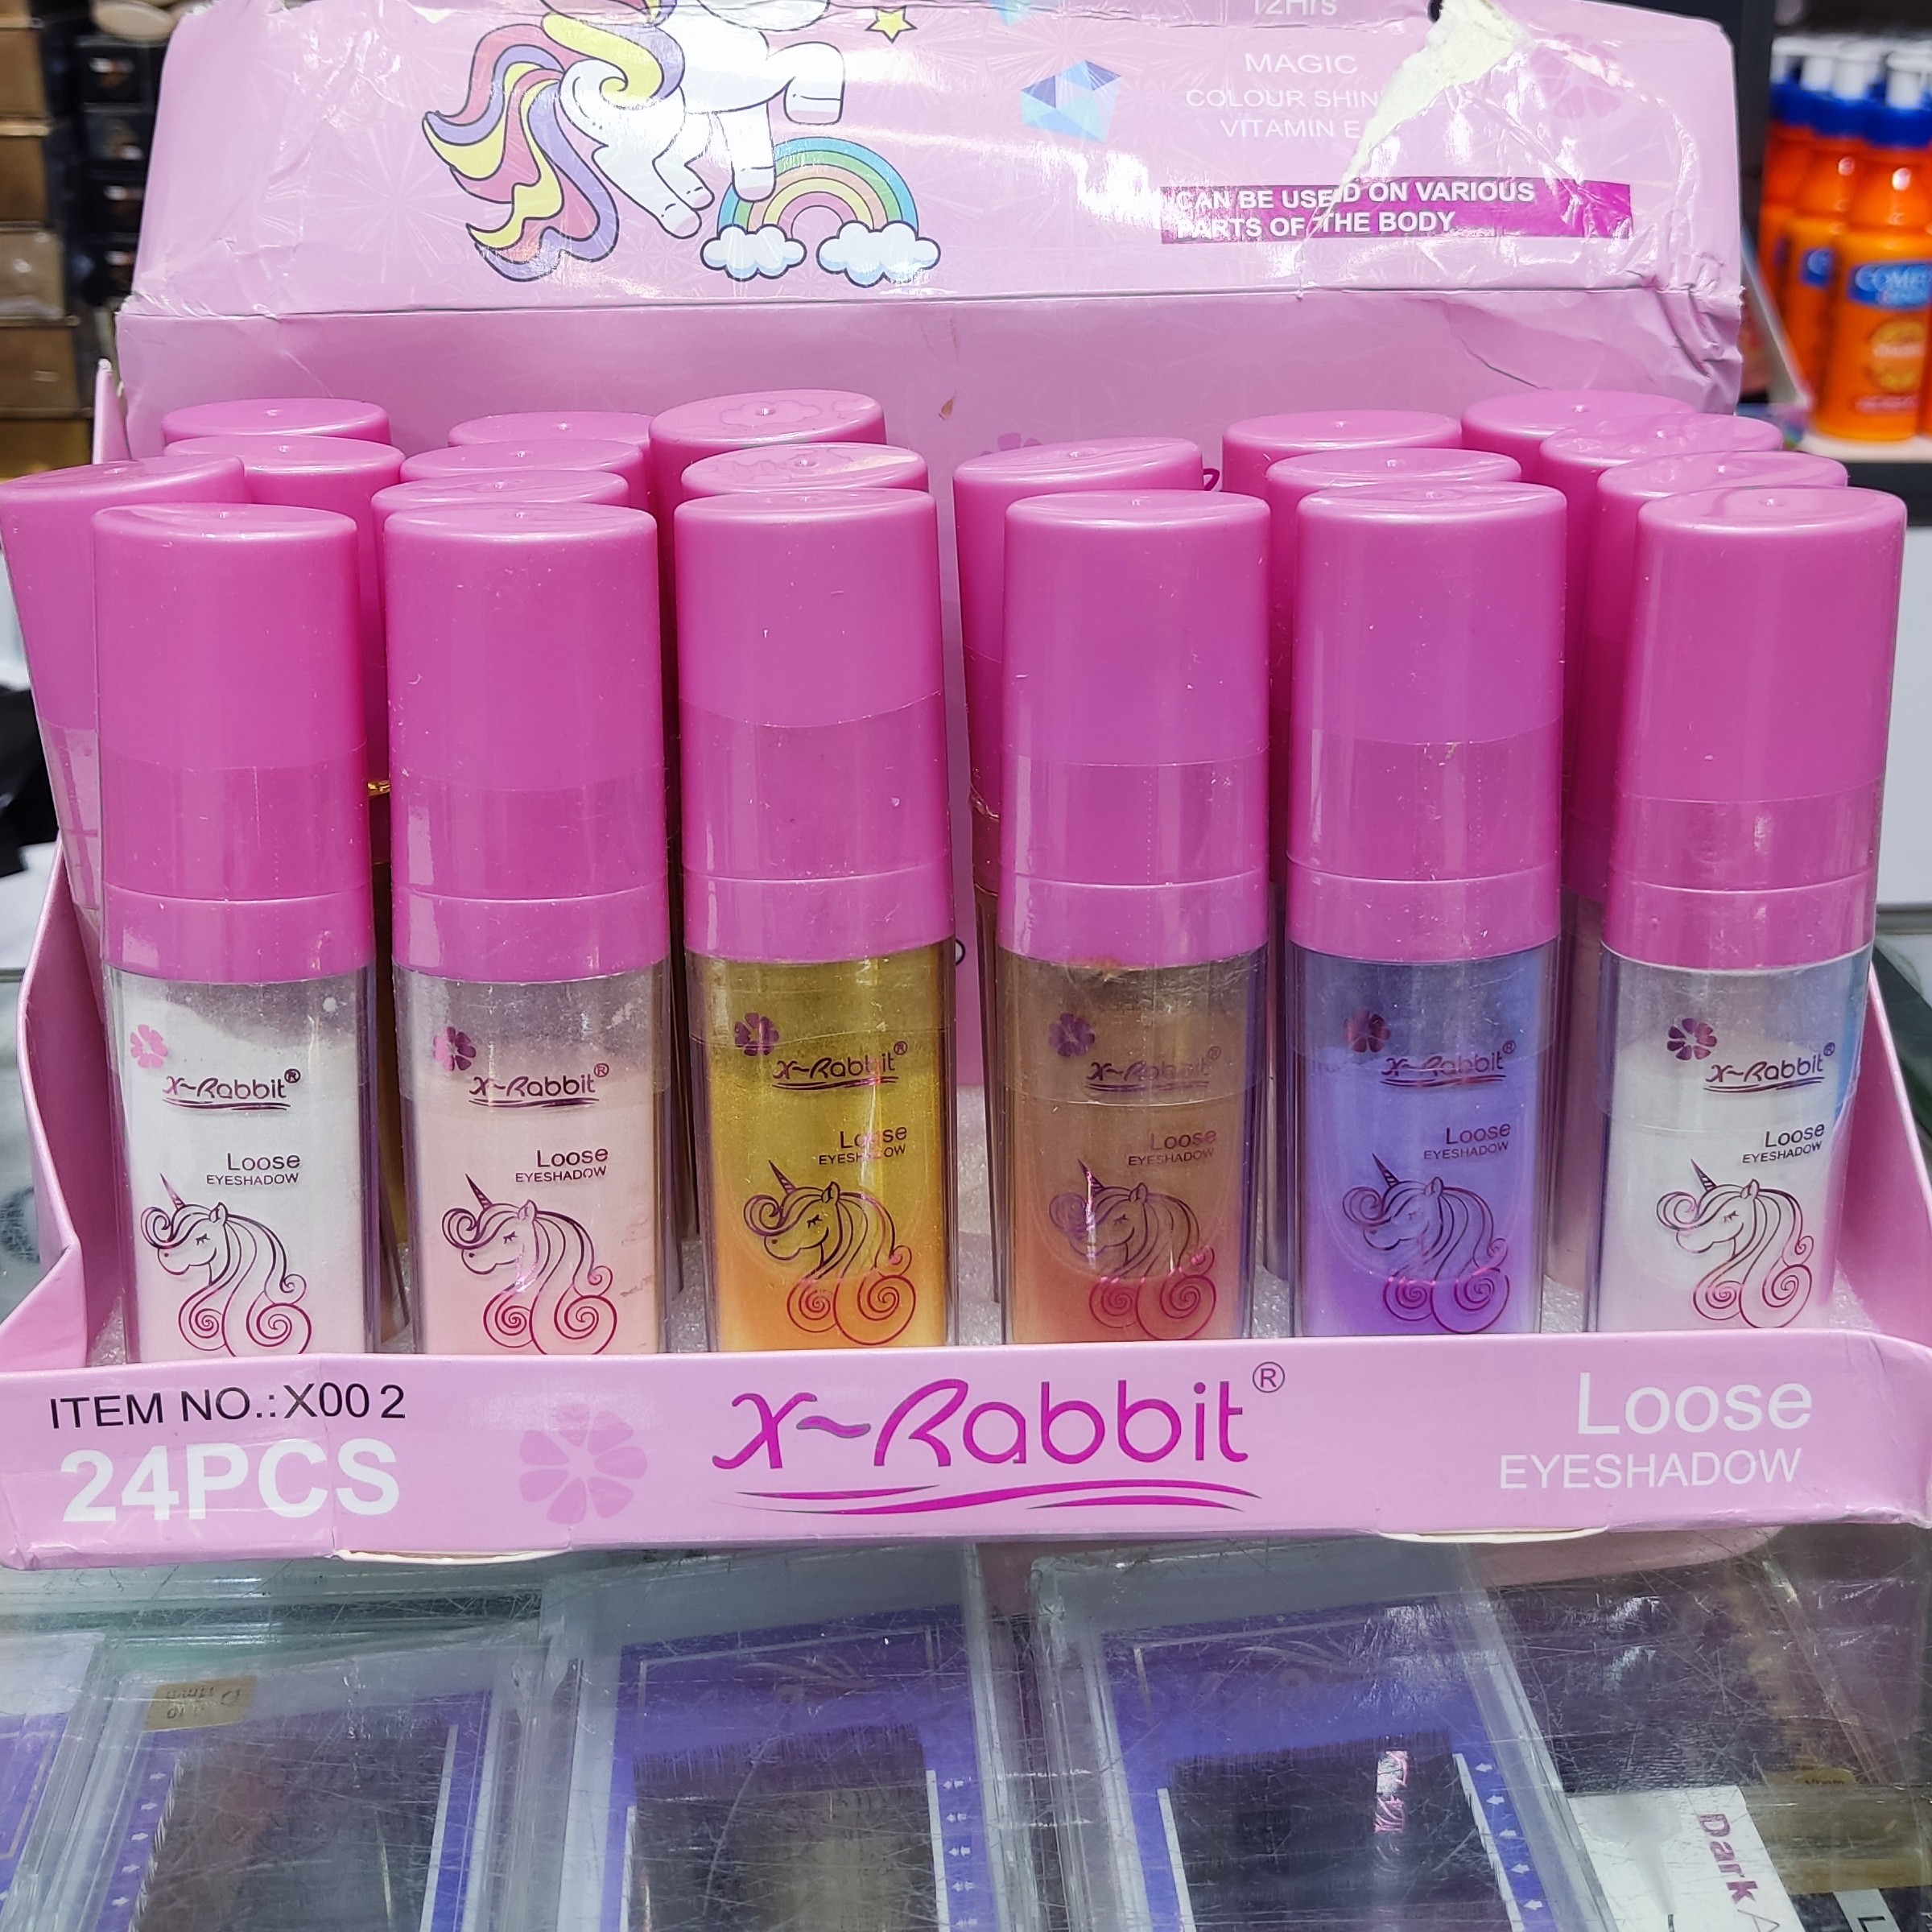 12Hrs
MAGIC
COLOUR SHIN
VITAMIN E
CAN BE USED ON VARIOUS
PARTS OF THE BODY
X~Rabbit®
Loose
EYESHADOW
X~Rabbit®
Loose
EYESHADOW
X~Rabbit®
Loose
EYESHADOW
X~Rabbit®
Loose
EYESHADOW
X~Rabbit®
Loose
EYESHADOW
X~Rabbit®
Loose
EYESHADOW
ITEM NO.:X002
24PCS
X~Rabbit®
Loose
EYESHADOW
Dark